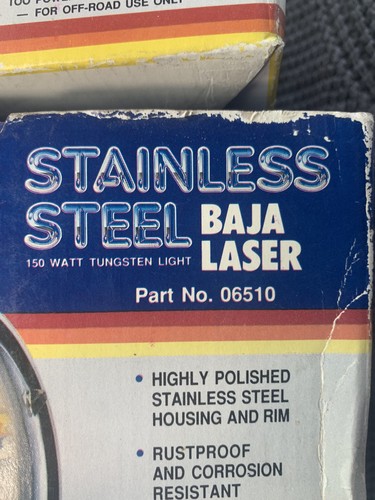 — FOR OFF-ROAD USE ONLY
STAINLESS
STEEL BAJA
LASER
150 WATT TUNGSTEN LIGHT
Part No. 06510
• HIGHLY POLISHED
STAINLESS STEEL
HOUSING AND RIM
• RUSTPROOF
AND CORROSION
RESISTANT